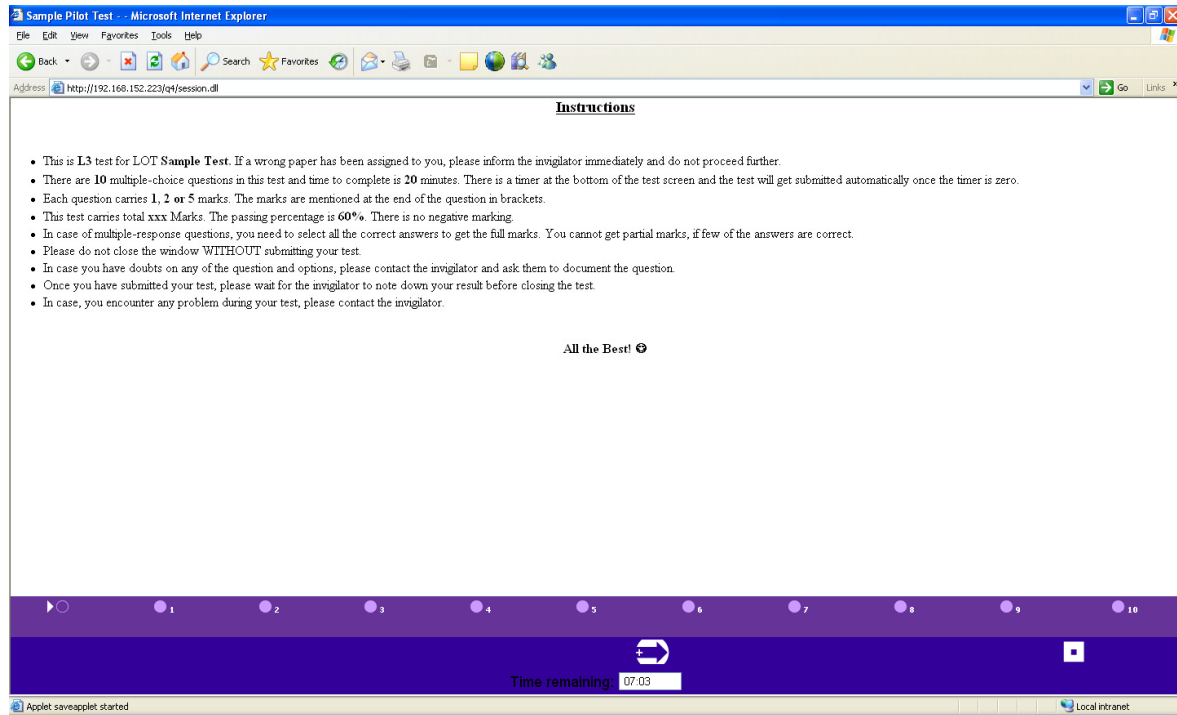 Sample Pilot Test - - Microsoft Internet Explorer
File Edit View Favorites Tools Help
Back Search Favorites
Address http://192.168.152.223/q4/session.dll Go Links »
Instructions
• This is L3 test for LOT Sample Test. If a wrong paper has been assigned to you, please inform the invigilator immediately and do not proceed further.
• There are 10 multiple-choice questions in this test and time to complete is 20 minutes. There is a timer at the bottom of the test screen and the test will get submitted automatically once the timer is zero.
• Each question carries 1, 2 or 5 marks. The marks are mentioned at the end of the question in brackets.
• This test carries total xxx Marks. The passing percentage is 60%. There is no negative marking.
• In case of multiple-response questions, you need to select all the correct answers to get the full marks. You cannot get partial marks, if few of the answers are correct.
• Please do not close the window WITHOUT submitting your test.
• In case you have doubts on any of the question and options, please contact the invigilator and ask them to document the question.
• Once you have submitted your test, please wait for the invigilator to note down your result before closing the test.
• In case, you encounter any problem during your test, please contact the invigilator.
All the Best! ☻
1 2 3 4 5 6 7 8 9 10
Time remaining: 07:03
Applet saveapplet started Local intranet